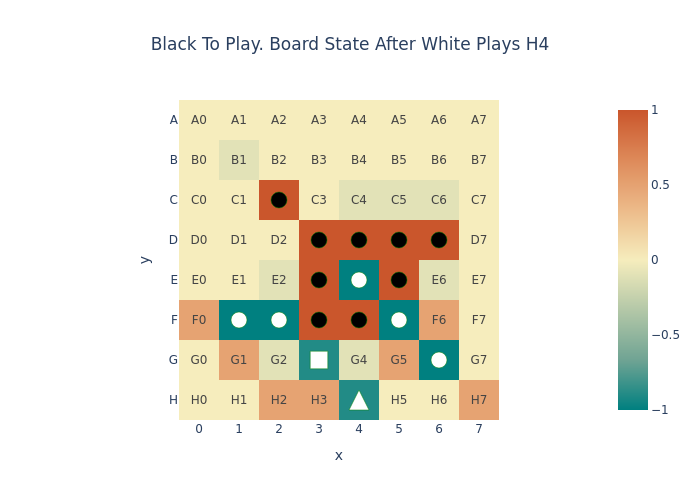 Black To Play. Board State After White Plays H4
A A0 A1 A2 A3 A4 A5 A6 A7
B B0 B1 B2 B3 B4 B5 B6 B7
C C0 C1 C3 C4 C5 C6 C7
D D0 D1 D2 D7
E E0 E1 E2 E6 E7
F F0 F6 F7
G G0 G1 G2 G4 G5 G7
H H0 H1 H2 H3 H5 H6 H7
0 1 2 3 4 5 6 7
x
y
1
0.5
0
−0.5
−1